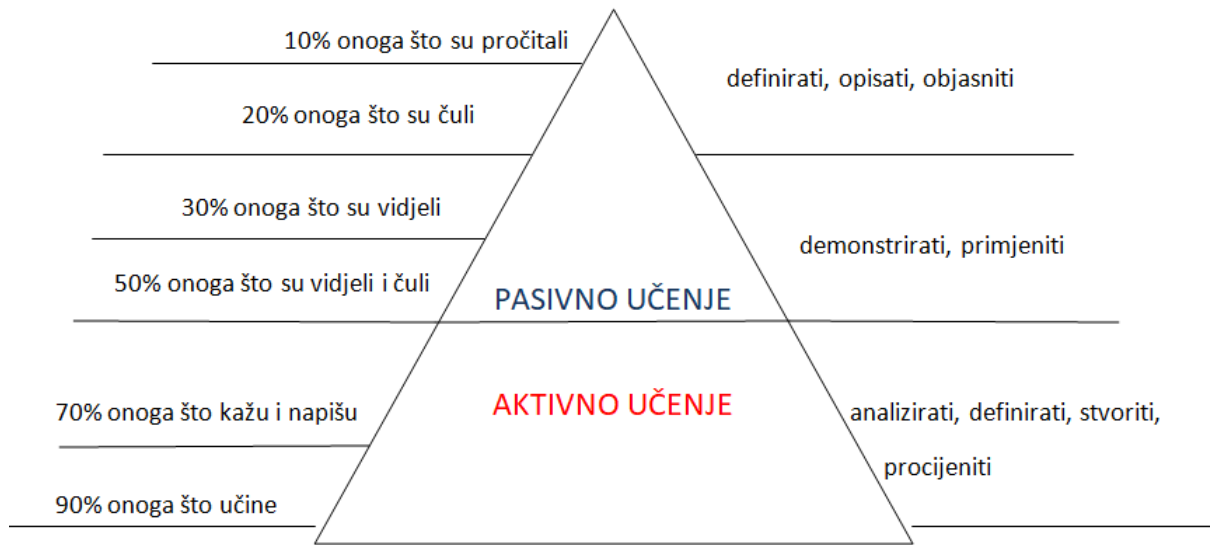 10% onoga što su pročitali
definirati, opisati, objasniti
20% onoga što su čuli
30% onoga što su vidjeli
demonstrirati, primjeniti
50% onoga što su vidjeli i čuli
PASIVNO UČENJE
AKTIVNO UČENJE
70% onoga što kažu i napišu
analizirati, definirati, stvoriti,
procijeniti
90% onoga što učine